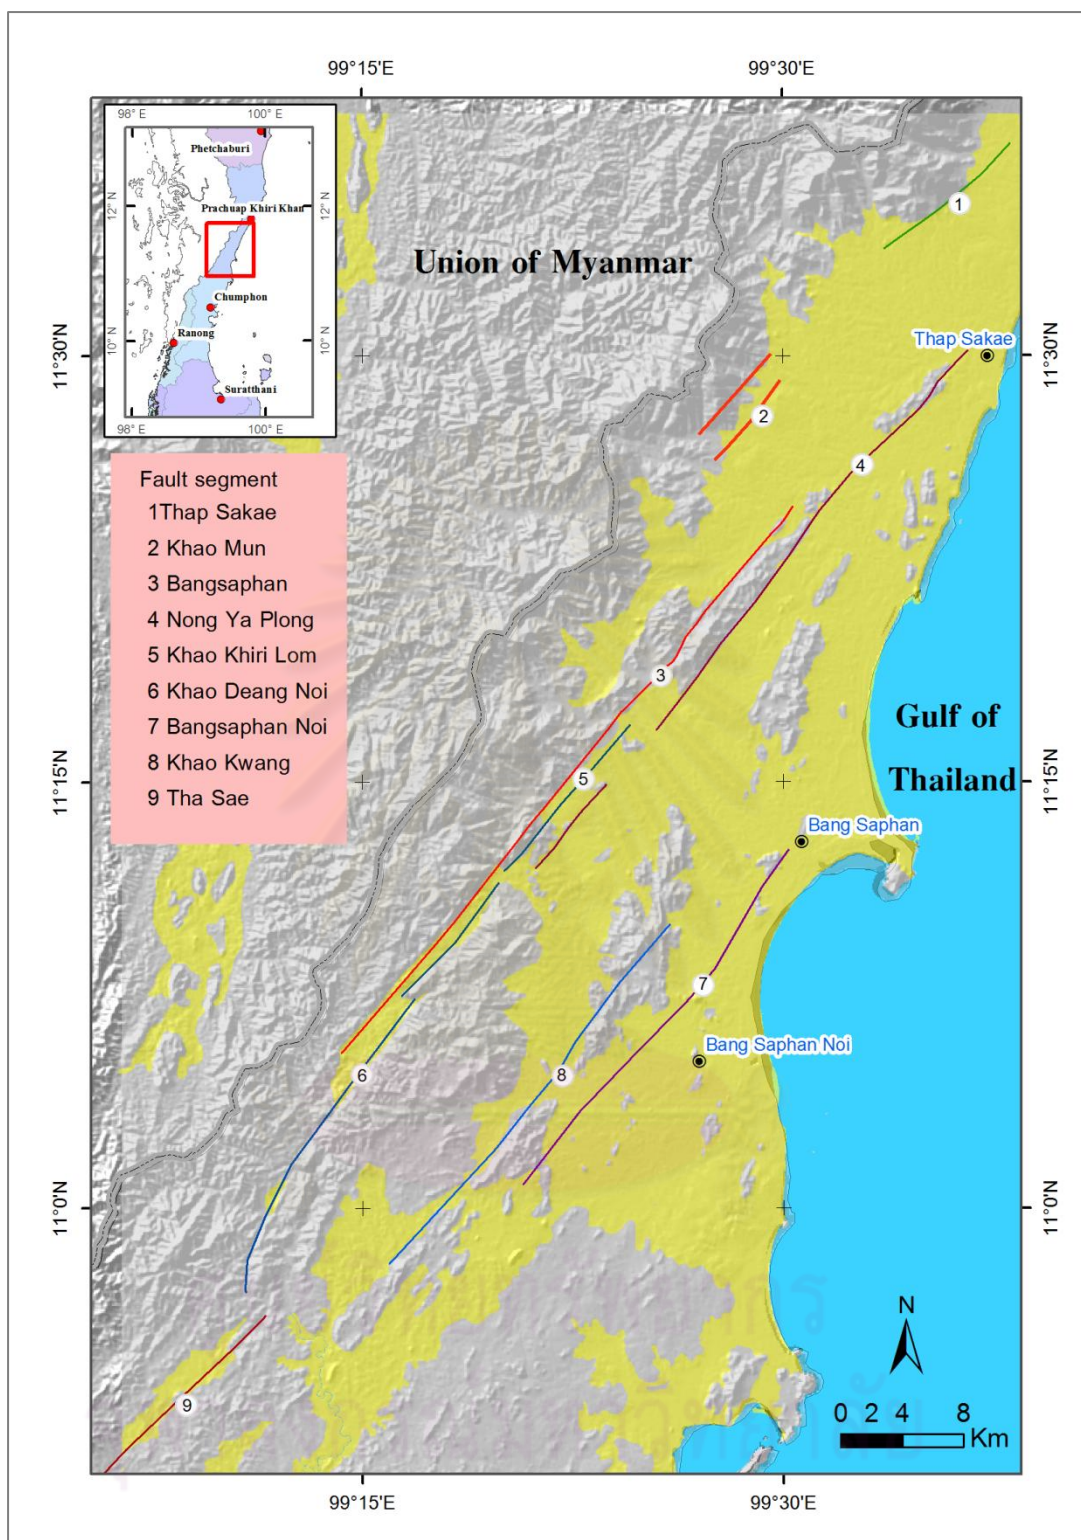 99°15'E
99°30'E
98° E
100° E
Phetchaburi
12° N
12° N
Prachuap Khiri Khan
Chumphon
Ranong
10° N
10° N
Suratthani
98° E
100° E
Union of Myanmar
1
11°30'N
11°30'N
Thap Sakae
2
4
Fault segment
1Thap Sakae
2 Khao Mun
3 Bangsaphan
4 Nong Ya Plong
5 Khao Khiri Lom
6 Khao Deang Noi
7 Bangsaphan Noi
8 Khao Kwang
9 Tha Sae
3
Gulf of
Thailand
5
11°15'N
11°15'N
Bang Saphan
7
Bang Saphan Noi
6
8
11°0'N
11°0'N
N
9
0 2 4 8
Km
99°15'E
99°30'E